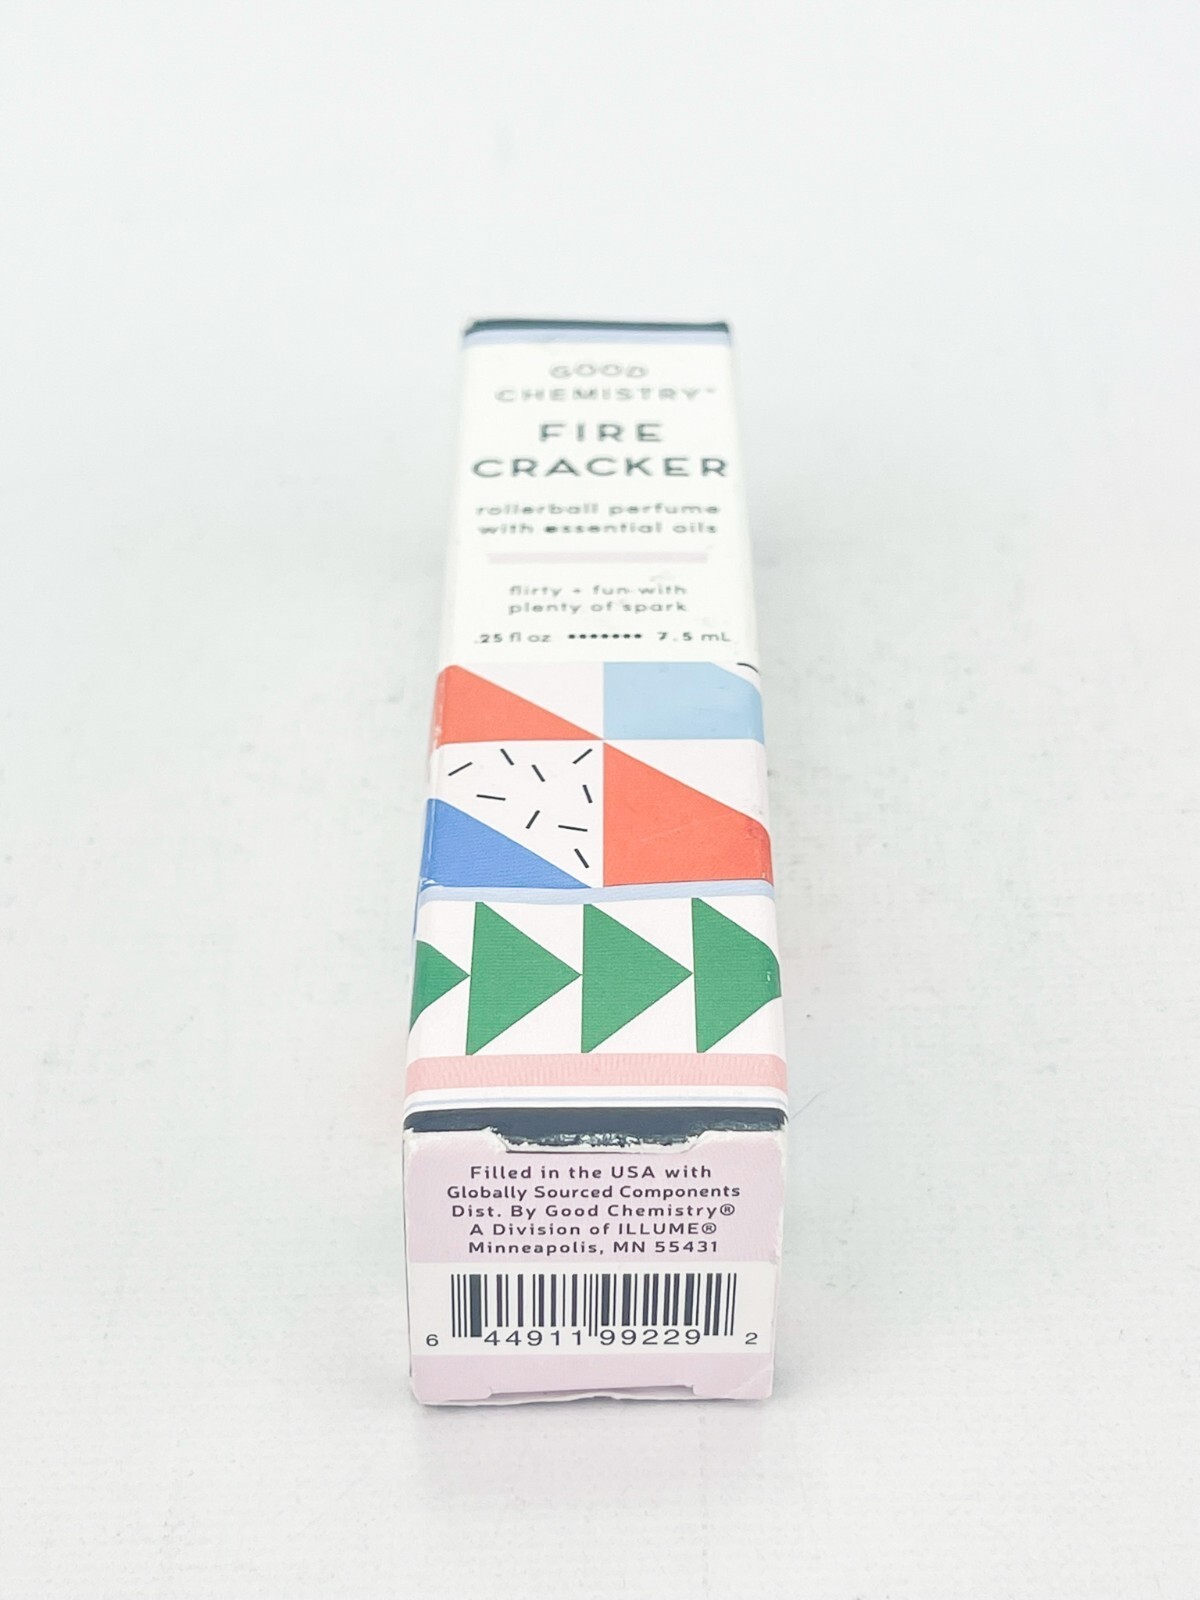 GOOD
CHEMISTRY™
FIRE
CRACKER
rollerball perfume
with essential oils
flirty + fun with
plenty of spark
.25 fl oz ••••••• 7.5 mL
Filled in the USA with
Globally Sourced Components
Dist. By Good Chemistry®
A Division of ILLUME®
Minneapolis, MN 55431
6 44911 99229 2